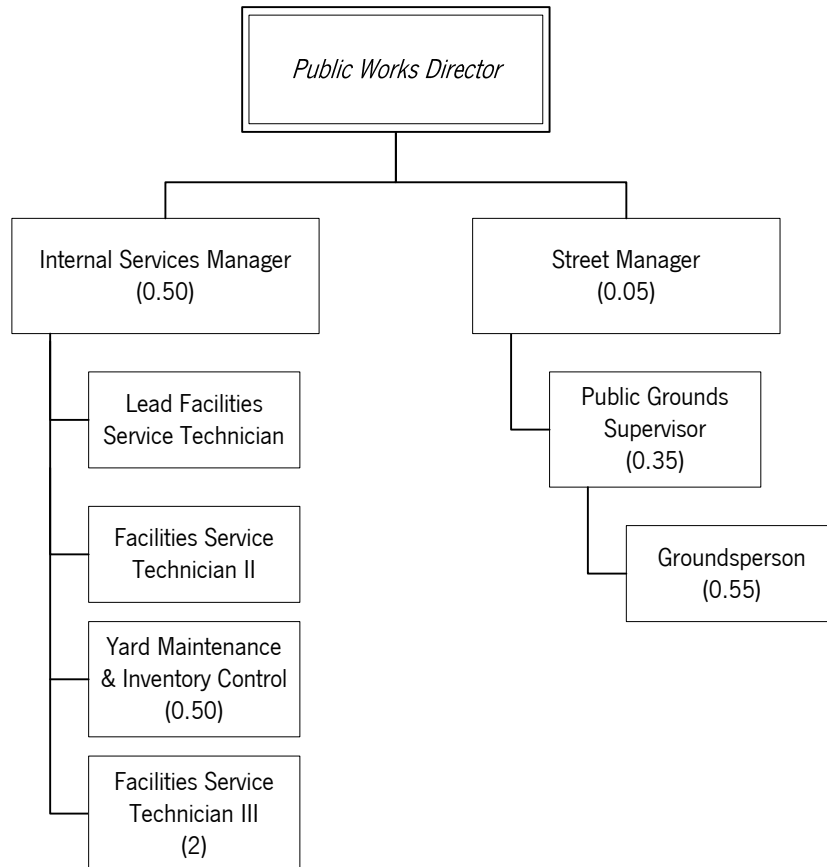 Public Works Director
Internal Services Manager
(0.50)
Street Manager
(0.05)
Lead Facilities
Service Technician
Public Grounds
Supervisor
(0.35)
Facilities Service
Technician II
Groundsperson
(0.55)
Yard Maintenance
& Inventory Control
(0.50)
Facilities Service
Technician III
(2)